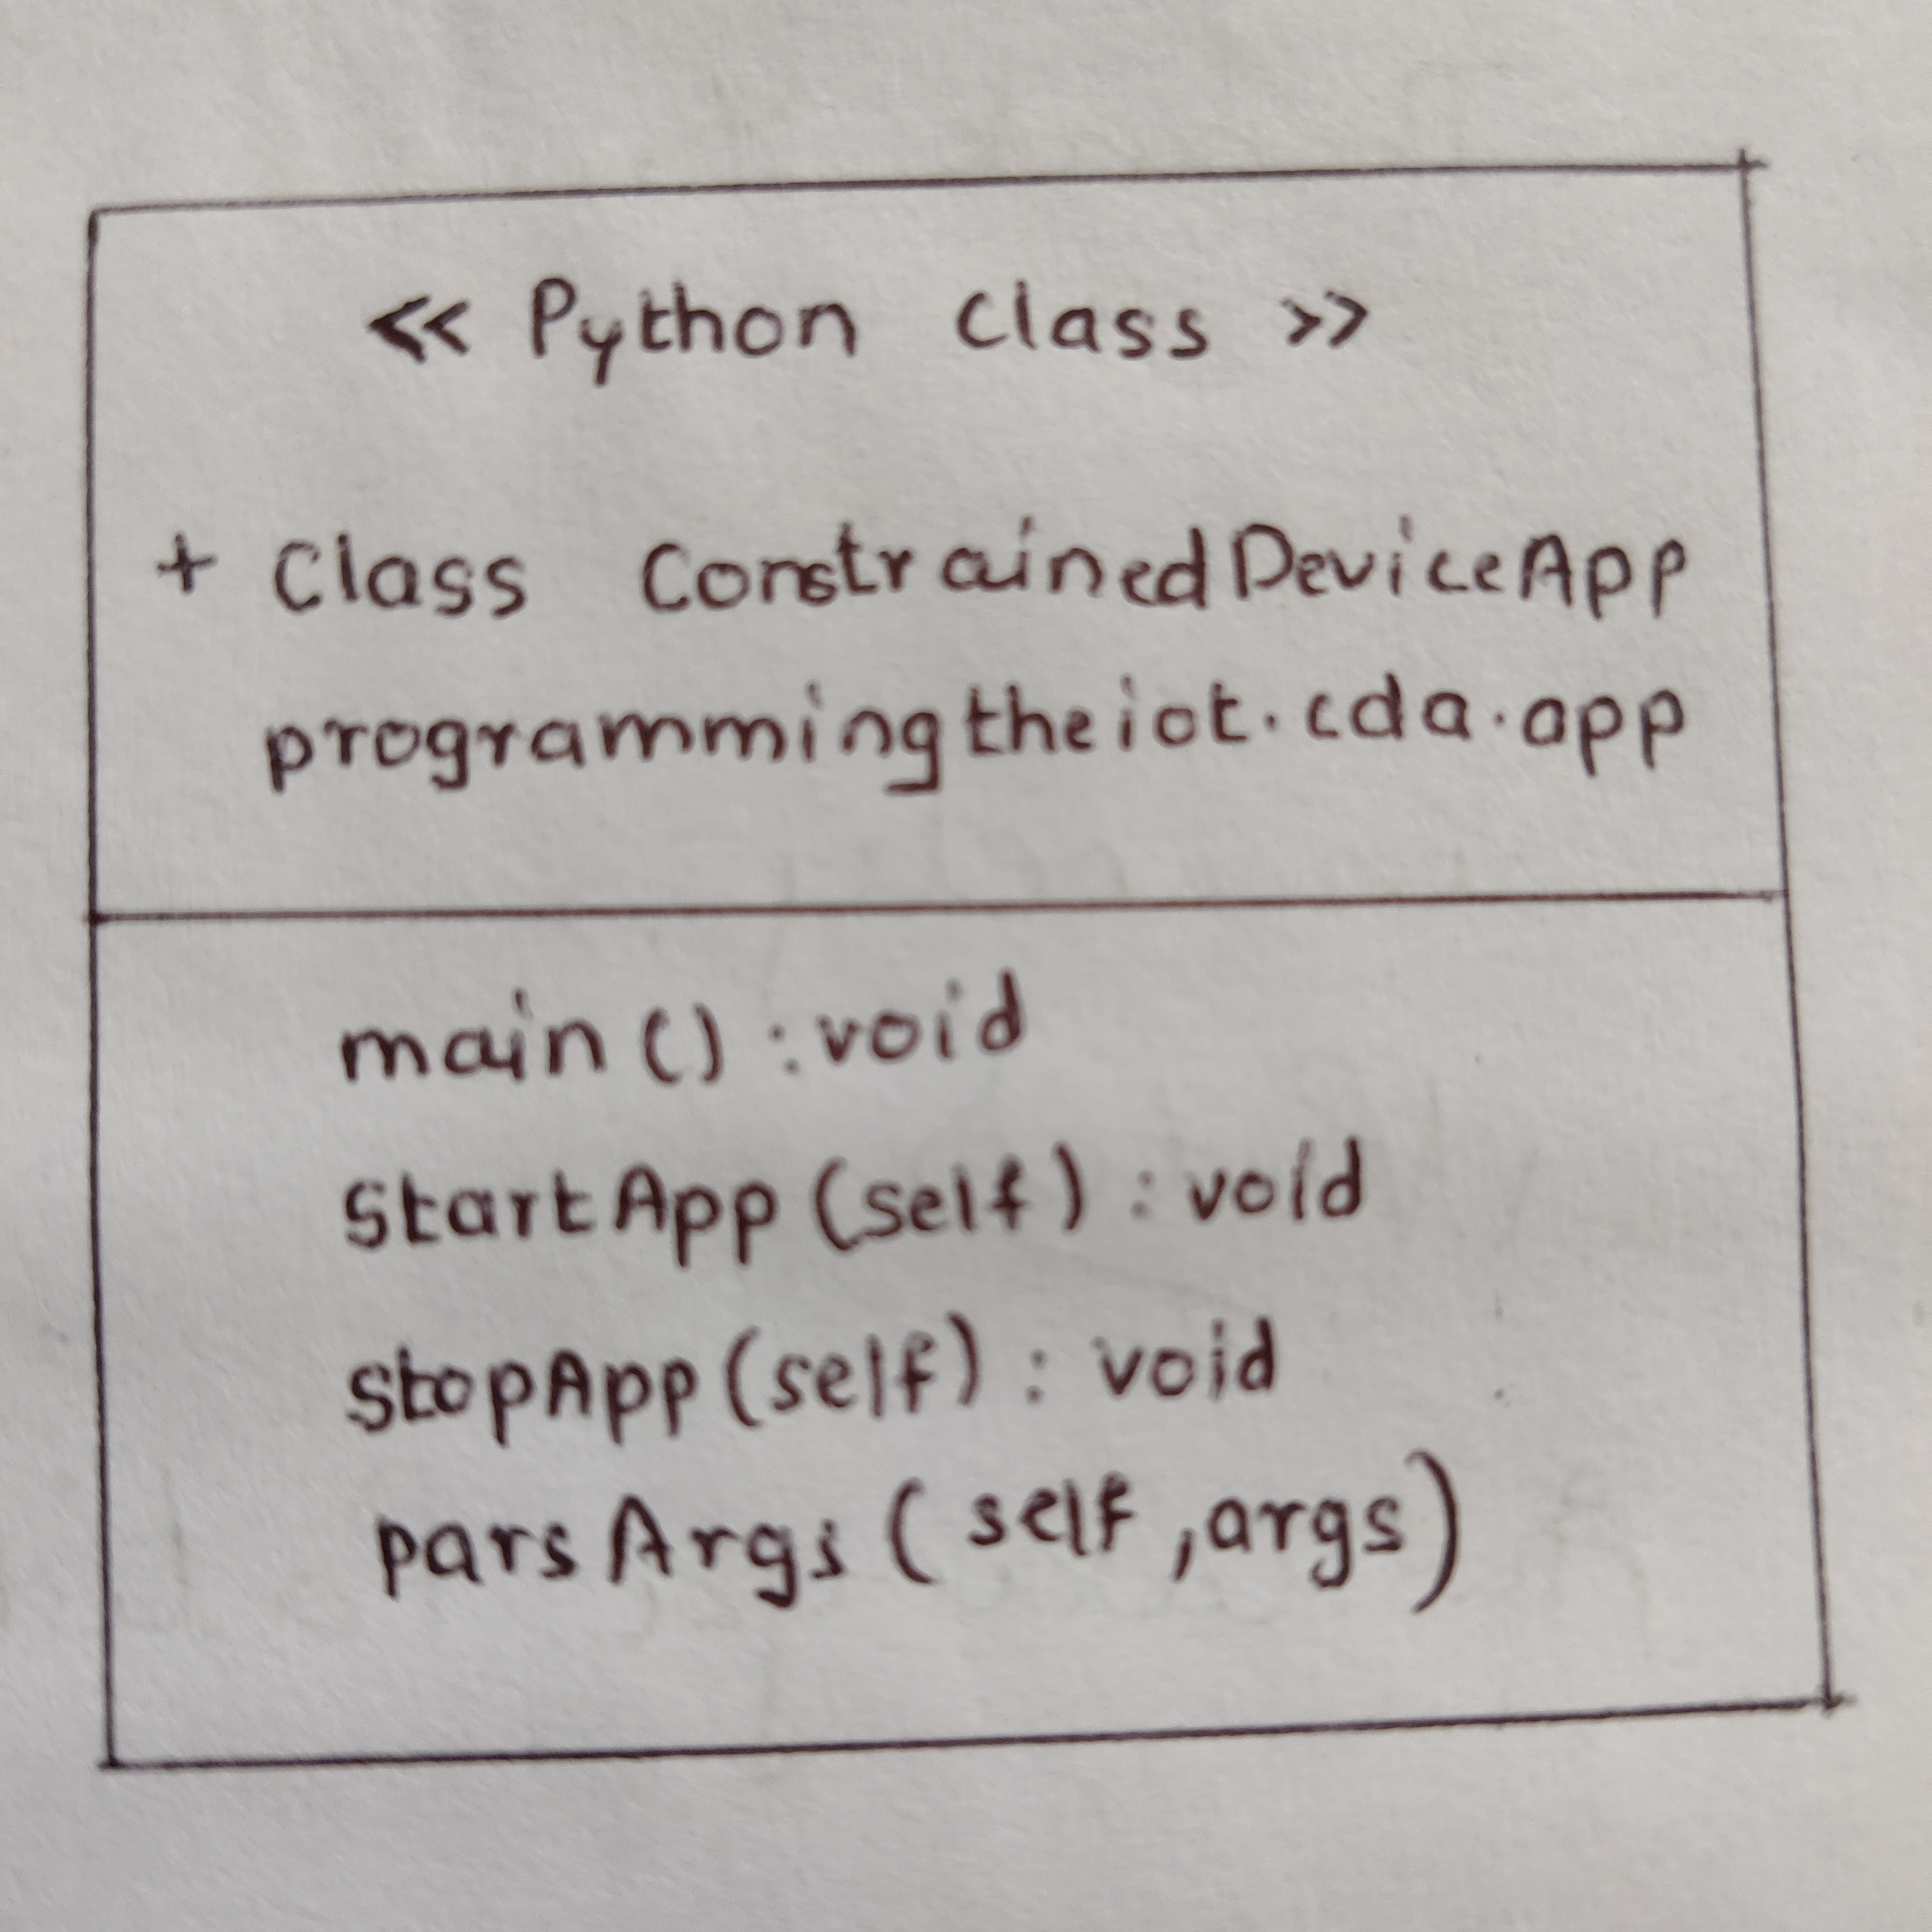 << Python class >>
+ Class ConstrainedDeviceApp
programmingtheiot.cda.app
main () : void
StartApp (self) : void
stopApp (self) : void
parsArgs ( self , args)